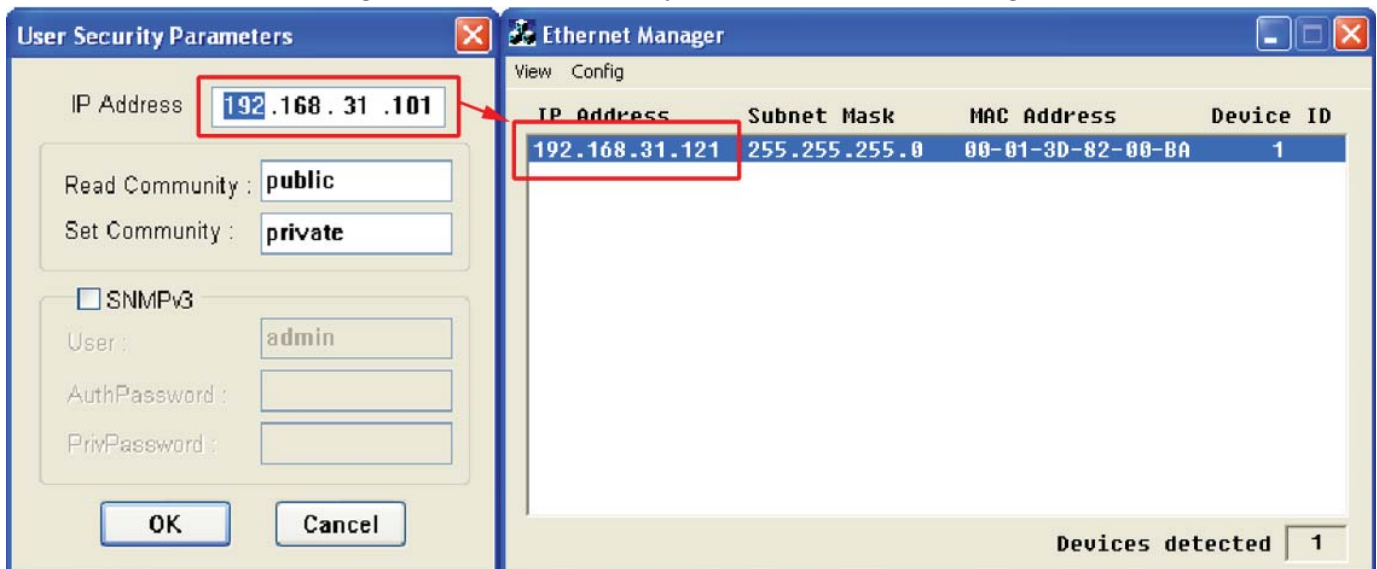 User Security Parameters
IP Address 192 .168 . 31 .101
Read Community : public
Set Community : private
SNMPv3
User : admin
AuthPassword :
PrivPassword :
OK Cancel
Ethernet Manager
View Config
IP Address Subnet Mask MAC Address Device ID
192.168.31.121 255.255.255.0 00-01-3D-82-00-BA 1
Devices detected 1